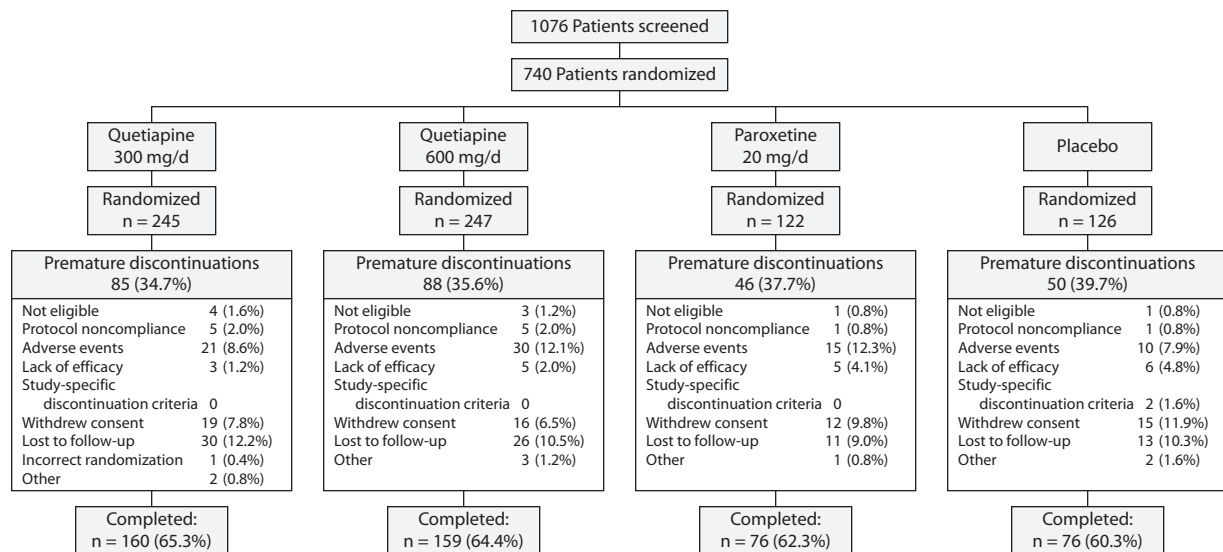 1076 Patients screened
740 Patients randomized
Quetiapine
300 mg/d
Randomized
n = 245
Premature discontinuations
85 (34.7%)
Not eligible 4 (1.6%)
Protocol noncompliance 5 (2.0%)
Adverse events 21 (8.6%)
Lack of efficacy 3 (1.2%)
Study-specific
discontinuation criteria 0
Withdrew consent 19 (7.8%)
Lost to follow-up 30 (12.2%)
Incorrect randomization 1 (0.4%)
Other 2 (0.8%)
Completed:
n = 160 (65.3%)
Quetiapine
600 mg/d
Randomized
n = 247
Premature discontinuations
88 (35.6%)
Not eligible 3 (1.2%)
Protocol noncompliance 5 (2.0%)
Adverse events 30 (12.1%)
Lack of efficacy 5 (2.0%)
Study-specific
discontinuation criteria 0
Withdrew consent 16 (6.5%)
Lost to follow-up 26 (10.5%)
Other 3 (1.2%)
Completed:
n = 159 (64.4%)
Paroxetine
20 mg/d
Randomized
n = 122
Premature discontinuations
46 (37.7%)
Not eligible 1 (0.8%)
Protocol noncompliance 1 (0.8%)
Adverse events 15 (12.3%)
Lack of efficacy 5 (4.1%)
Study-specific
discontinuation criteria 0
Withdrew consent 12 (9.8%)
Lost to follow-up 11 (9.0%)
Other 1 (0.8%)
Completed:
n = 76 (62.3%)
Placebo
Randomized
n = 126
Premature discontinuations
50 (39.7%)
Not eligible 1 (0.8%)
Protocol noncompliance 1 (0.8%)
Adverse events 10 (7.9%)
Lack of efficacy 6 (4.8%)
Study-specific
discontinuation criteria 2 (1.6%)
Withdrew consent 15 (11.9%)
Lost to follow-up 13 (10.3%)
Other 2 (1.6%)
Completed:
n = 76 (60.3%)